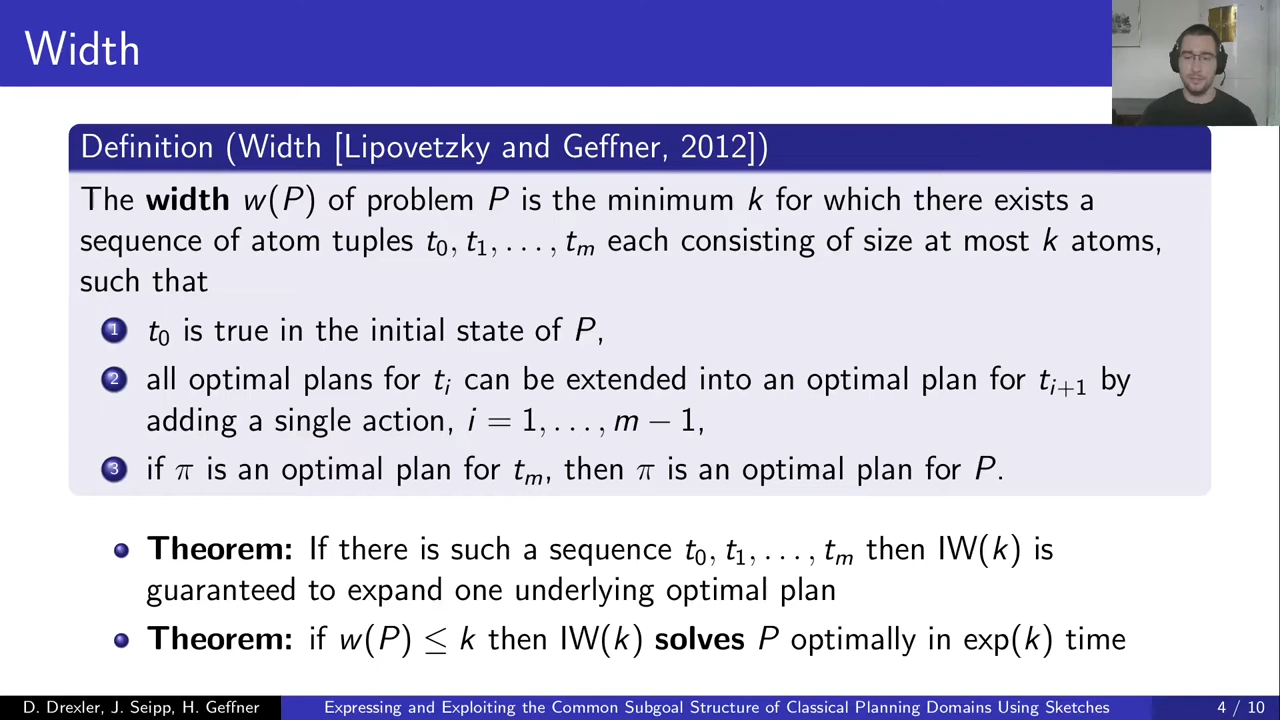 Width
Definition (Width [Lipovetzky and Geffner, 2012])
The width w(P) of problem P is the minimum k for which there exists a
sequence of atom tuples t₀, t₁, . . . , tₘ each consisting of size at most k atoms,
such that
1 t₀ is true in the initial state of P,
2 all optimal plans for tᵢ can be extended into an optimal plan for tᵢ₊₁ by
adding a single action, i = 1, . . . , m − 1,
3 if π is an optimal plan for tₘ, then π is an optimal plan for P.
Theorem: If there is such a sequence t₀, t₁, . . . , tₘ then IW(k) is
guaranteed to expand one underlying optimal plan
Theorem: if w(P) ≤ k then IW(k) solves P optimally in exp(k) time
D. Drexler, J. Seipp, H. Geffner Expressing and Exploiting the Common Subgoal Structure of Classical Planning Domains Using Sketches 4 / 10